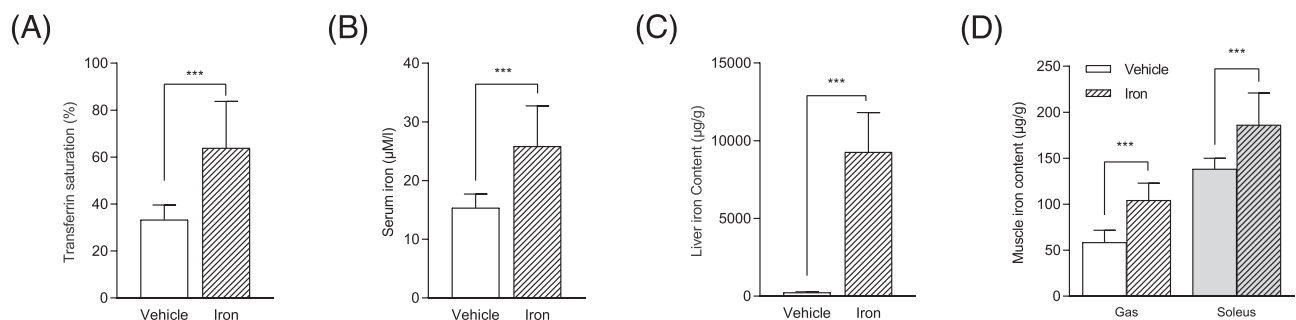 (A)
Transferrin saturation (%)
100
80
60
40
20
0
***
Vehicle
Iron
(B)
Serum iron (µM/l)
40
30
20
10
0
***
Vehicle
Iron
(C)
Liver iron Content (µg/g)
15000
10000
5000
0
***
Vehicle
Iron
(D)
Muscle iron content (µg/g)
250
200
150
100
50
0
Vehicle
Iron
***
***
Gas
Soleus